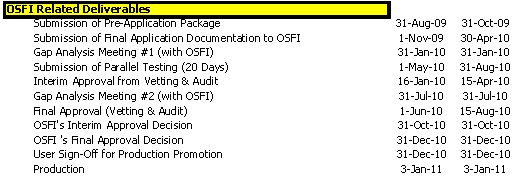 OSFI Related Deliverables
Submission of Pre-Application Package 31-Aug-09 31-Oct-09
Submission of Final Application Documentation to OSFI 1-Nov-09 30-Apr-10
Gap Analysis Meeting #1 (with OSFI) 31-Jan-10 31-Jan-10
Submission of Parallel Testing (20 Days) 1-May-10 31-Aug-10
Interim Approval from Vetting & Audit 16-Jan-10 15-Apr-10
Gap Analysis Meeting #2 (with OSFI) 31-Jul-10 31-Jul-10
Final Approval (Vetting & Audit) 1-Jun-10 15-Aug-10
OSFI's Interim Approval Decision 31-Oct-10 31-Oct-10
OSFI 's Final Approval Decision 31-Dec-10 31-Dec-10
User Sign-Off for Production Promotion 31-Dec-10 31-Dec-10
Production 3-Jan-11 3-Jan-11